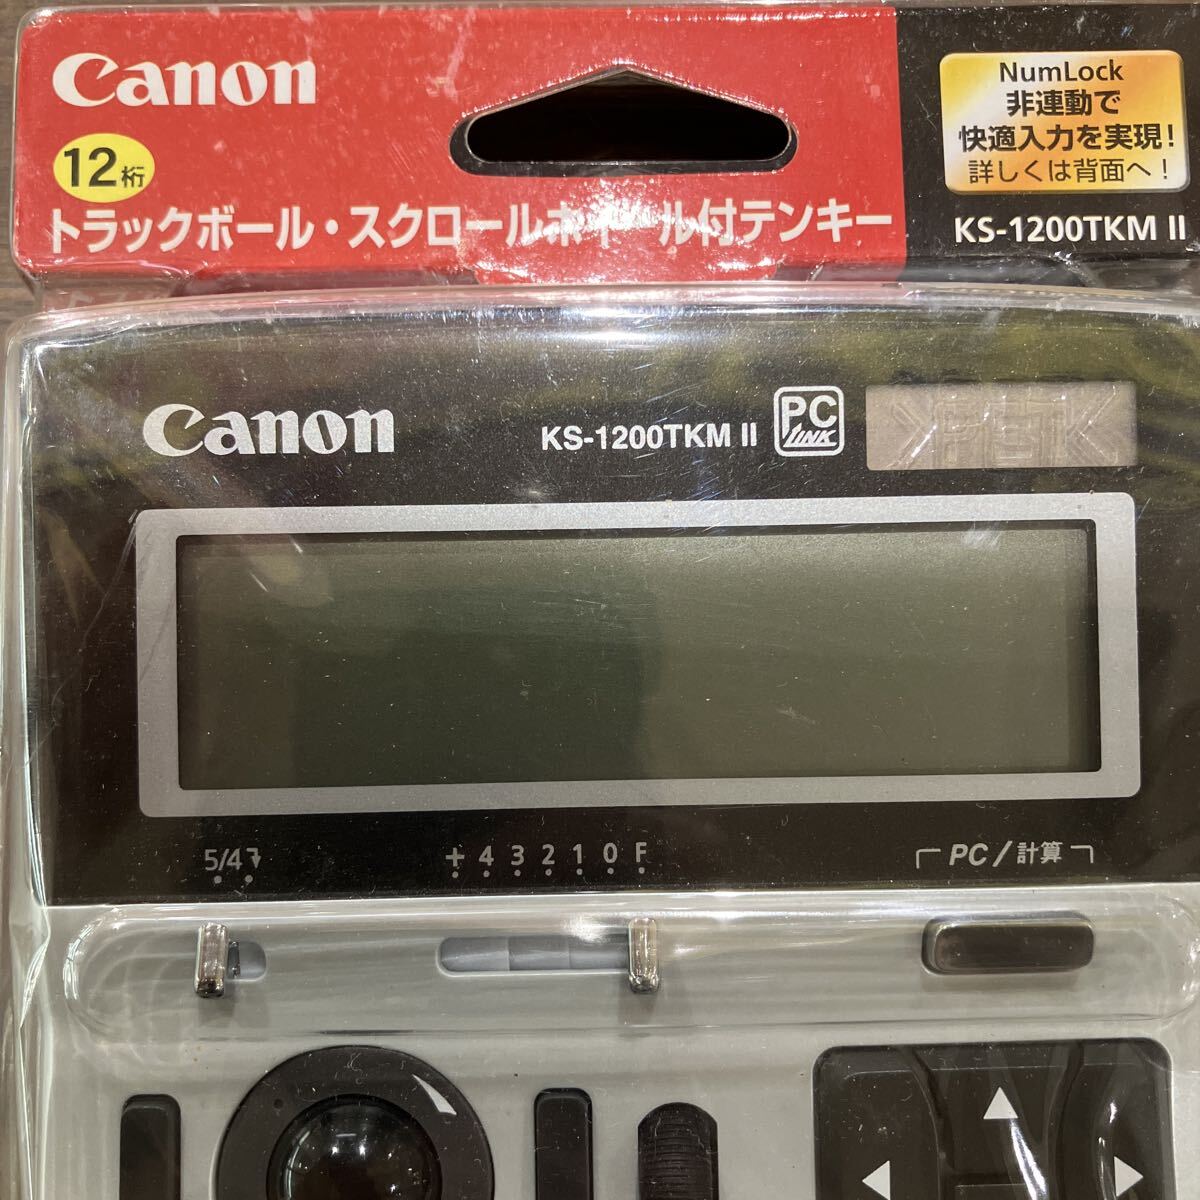 Canon
12桁
トラックボール・スクロールホイール付テンキー
NumLock
非連動で
快適入力を実現!
詳しくは背面へ!
KS-1200TKM II
Canon
KS-1200TKM II
PC LINK
PET
5/4
+ 4 3 2 1 0 F
PC/計算